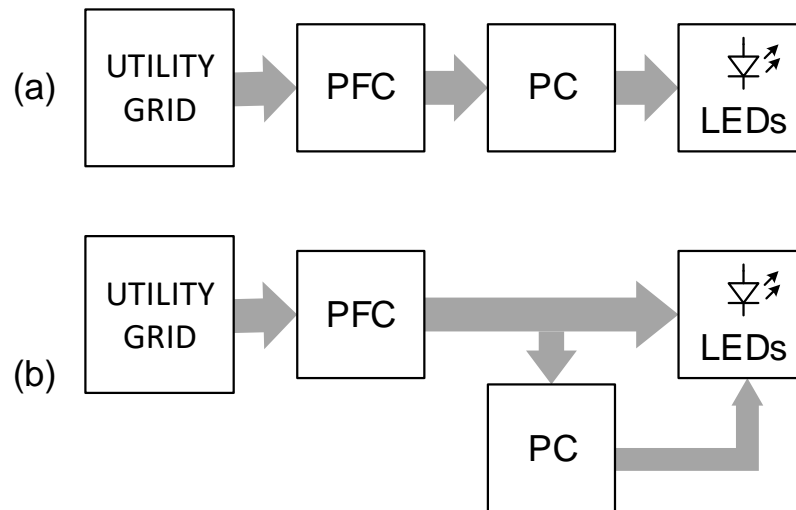 (a)
UTILITY
GRID
PFC
PC
LEDs
(b)
UTILITY
GRID
PFC
LEDs
PC